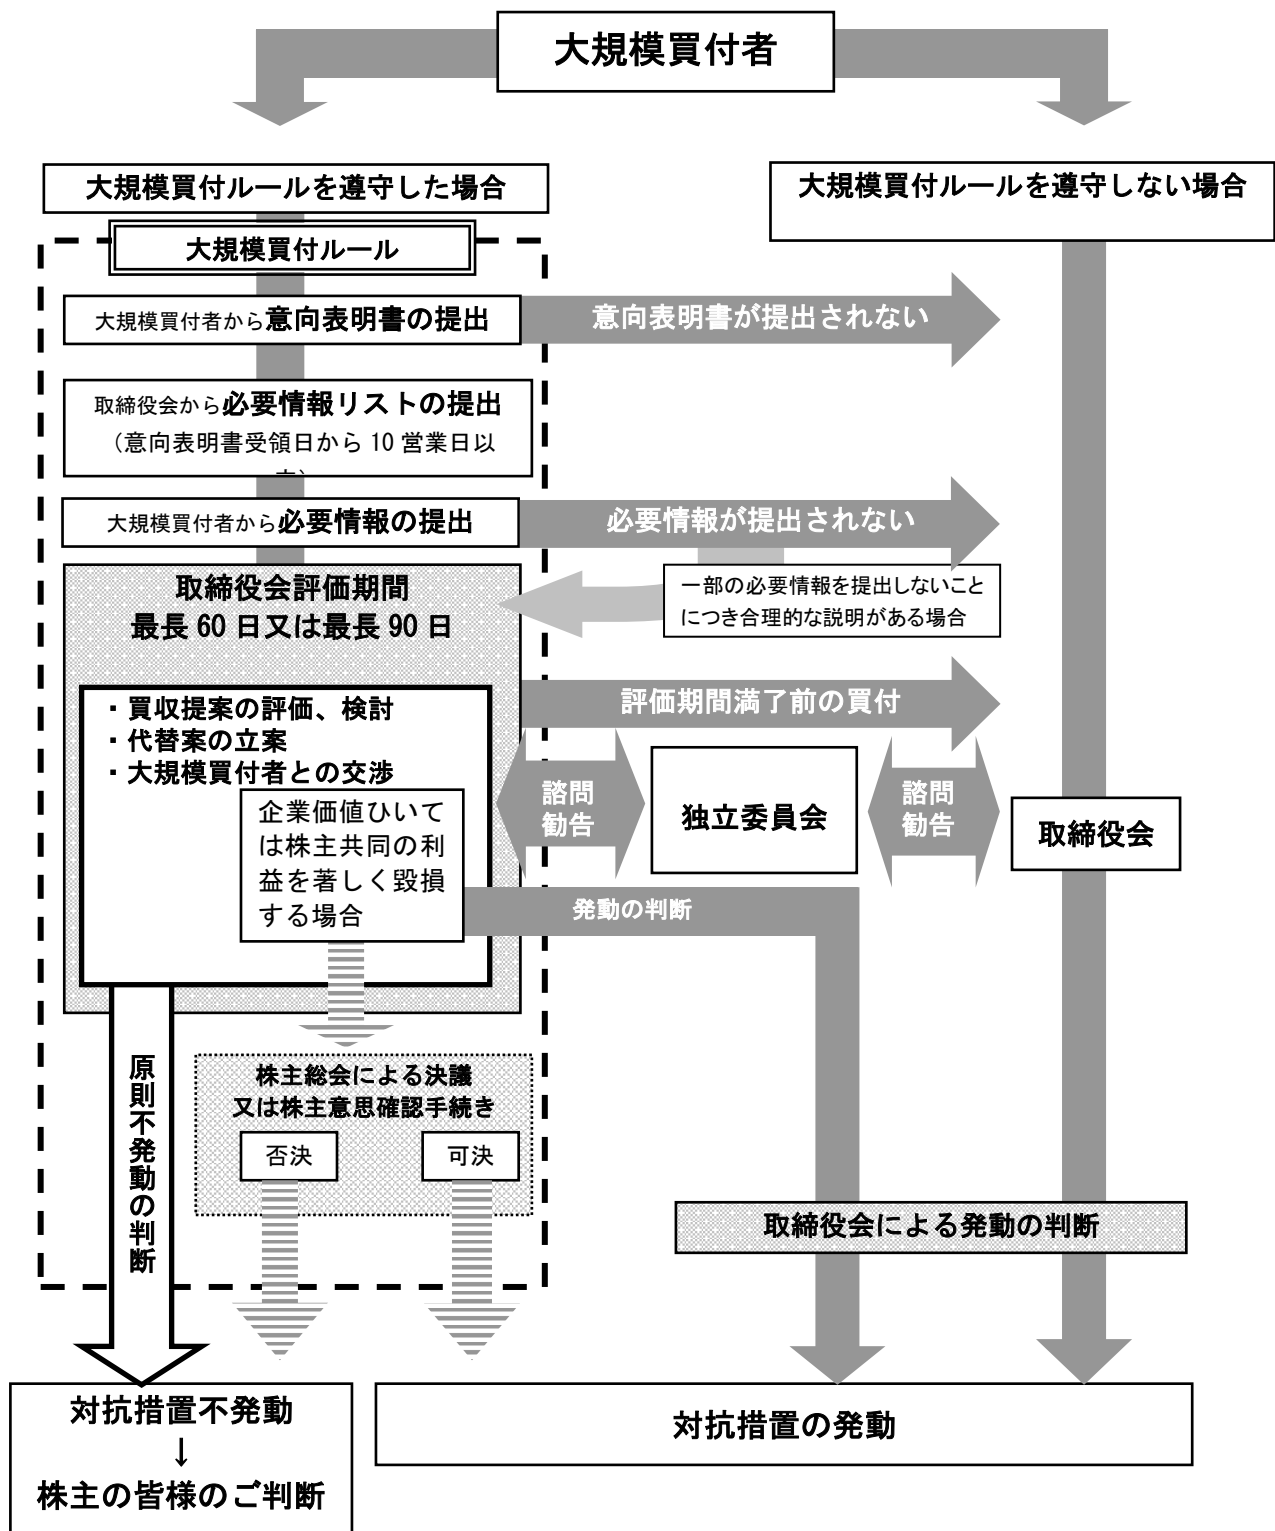 大規模買付者
大規模買付ルールを遵守した場合
大規模買付ルールを遵守しない場合
大規模買付ルール
大規模買付者から意向表明書の提出
意向表明書が提出されない
取締役会から必要情報リストの提出
（意向表明書受領日から 10 営業日以
大規模買付者から必要情報の提出
必要情報が提出されない
一部の必要情報を提出しないこと
につき合理的な説明がある場合
取締役会評価期間
最長 60 日又は最長 90 日
評価期間満了前の買付
・買収提案の評価、検討
・代替案の立案
・大規模買付者との交渉
企業価値ひいて
は株主共同の利
益を著しく毀損
する場合
諮問
勧告
独立委員会
諮問
勧告
取締役会
発動の判断
原則不発動の判断
株主総会による決議
又は株主意思確認手続き
否決
可決
取締役会による発動の判断
対抗措置不発動
↓
株主の皆様のご判断
対抗措置の発動